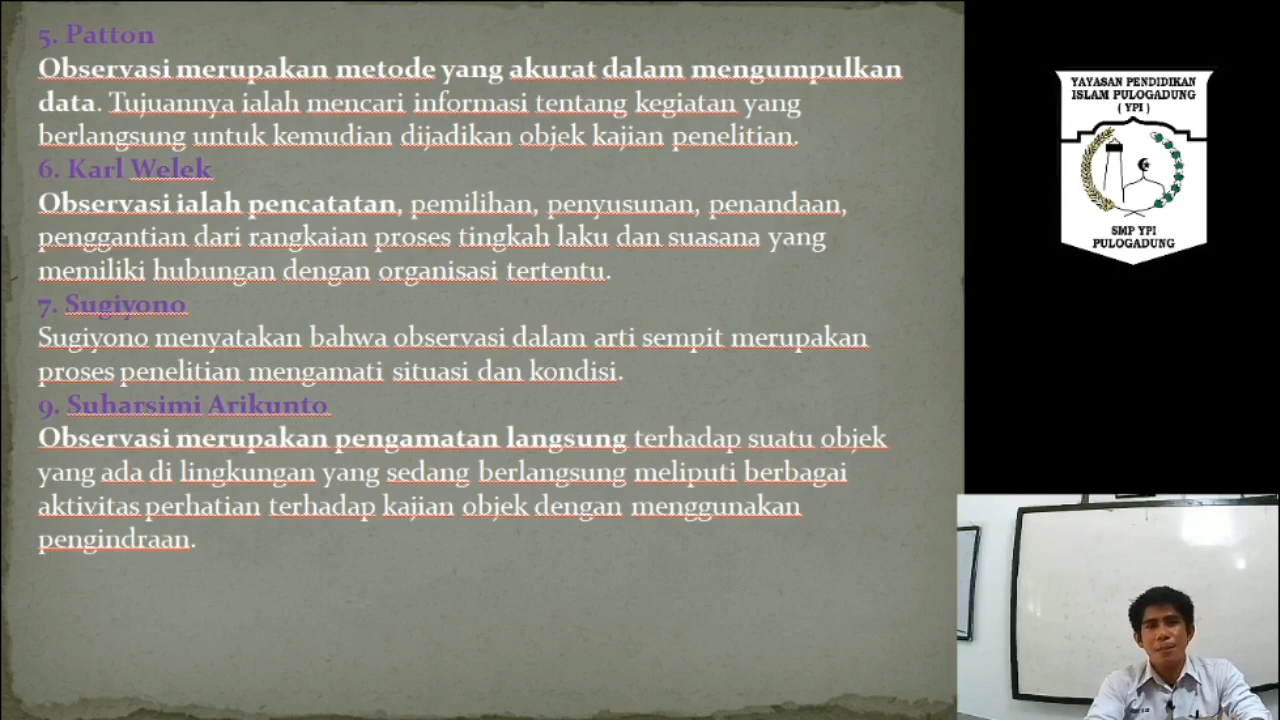 5. Patton
Observasi merupakan metode yang akurat dalam mengumpulkan
data. Tujuannya ialah mencari informasi tentang kegiatan yang
berlangsung untuk kemudian dijadikan objek kajian penelitian.
6. Karl Welek
Observasi ialah pencatatan, pemilihan, penyusunan, penandaan,
penggantian dari rangkaian proses tingkah laku dan suasana yang
memiliki hubungan dengan organisasi tertentu.
7. Sugiyono
Sugiyono menyatakan bahwa observasi dalam arti sempit merupakan
proses penelitian mengamati situasi dan kondisi.
9. Suharsimi Arikunto
Observasi merupakan pengamatan langsung terhadap suatu objek
yang ada di lingkungan yang sedang berlangsung meliputi berbagai
aktivitas perhatian terhadap kajian objek dengan menggunakan
pengindraan.
YAYASAN PENDIDIKAN
ISLAM PULOGADUNG
( YPI )
SMP YPI
PULOGADUNG